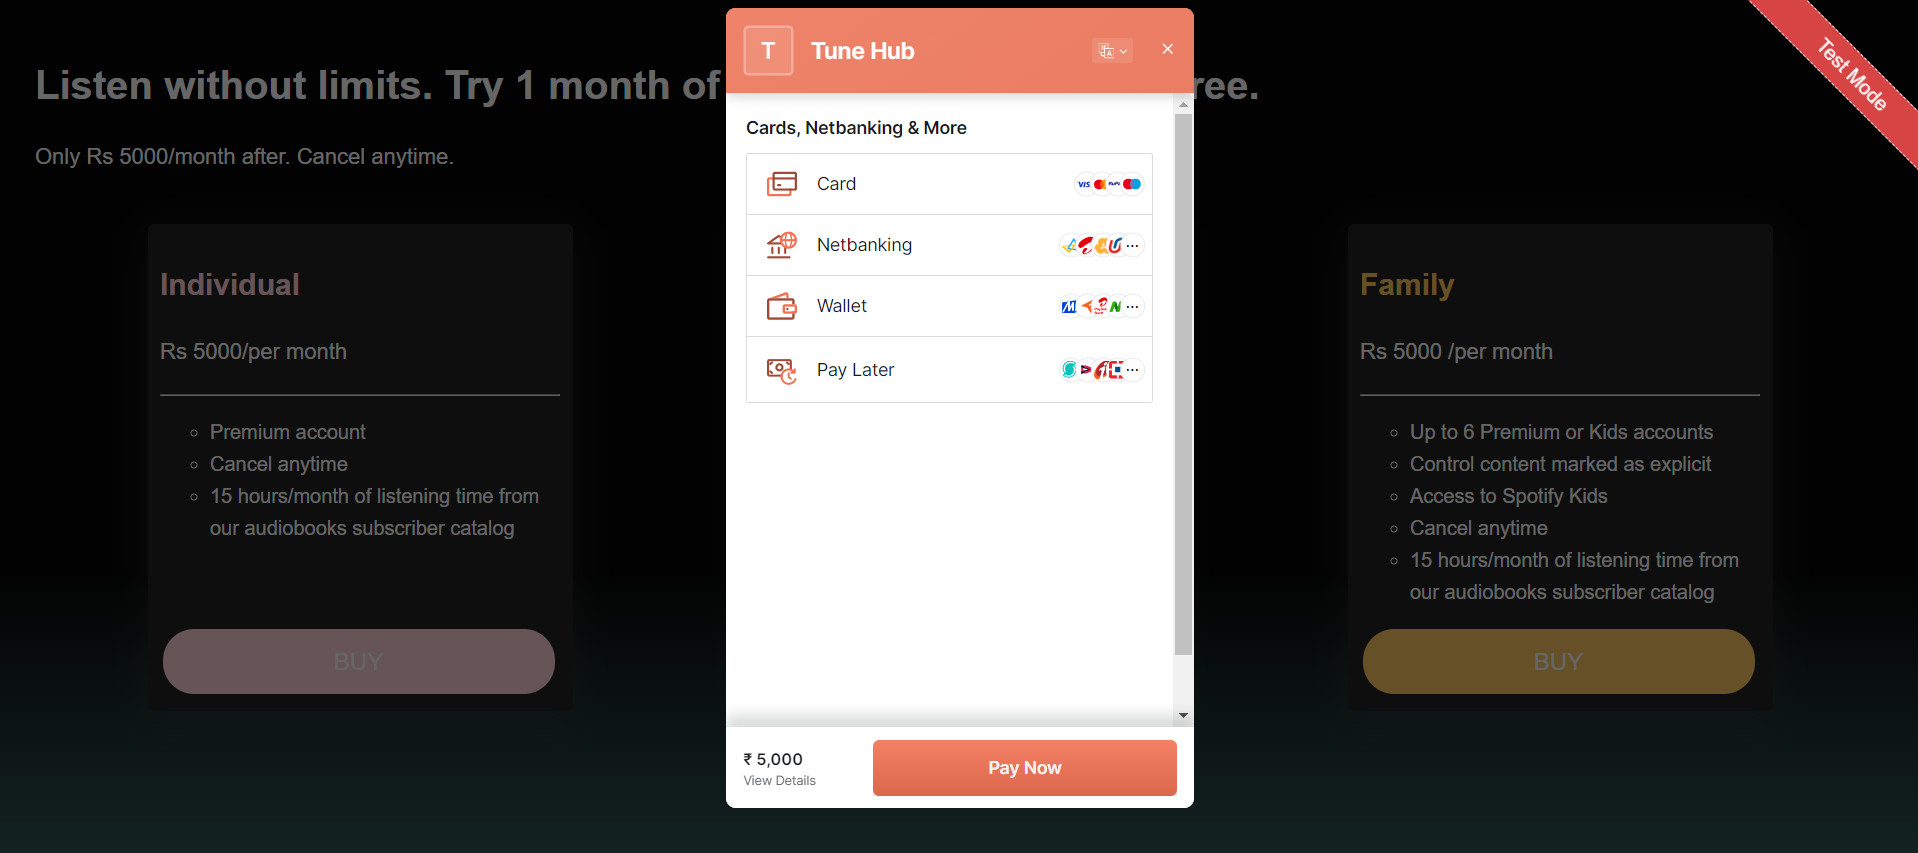 Listen without limits. Try 1 month of
ree.
Only Rs 5000/month after. Cancel anytime.
Individual
Rs 5000/per month
Premium account
Cancel anytime
15 hours/month of listening time from
our audiobooks subscriber catalog
BUY
T
Tune Hub
Cards, Netbanking & More
Card
VISA
RuPay
Netbanking
Wallet
Pay Later
₹ 5,000
View Details
Pay Now
Family
Rs 5000 /per month
Up to 6 Premium or Kids accounts
Control content marked as explicit
Access to Spotify Kids
Cancel anytime
15 hours/month of listening time from
our audiobooks subscriber catalog
BUY
Test Mode